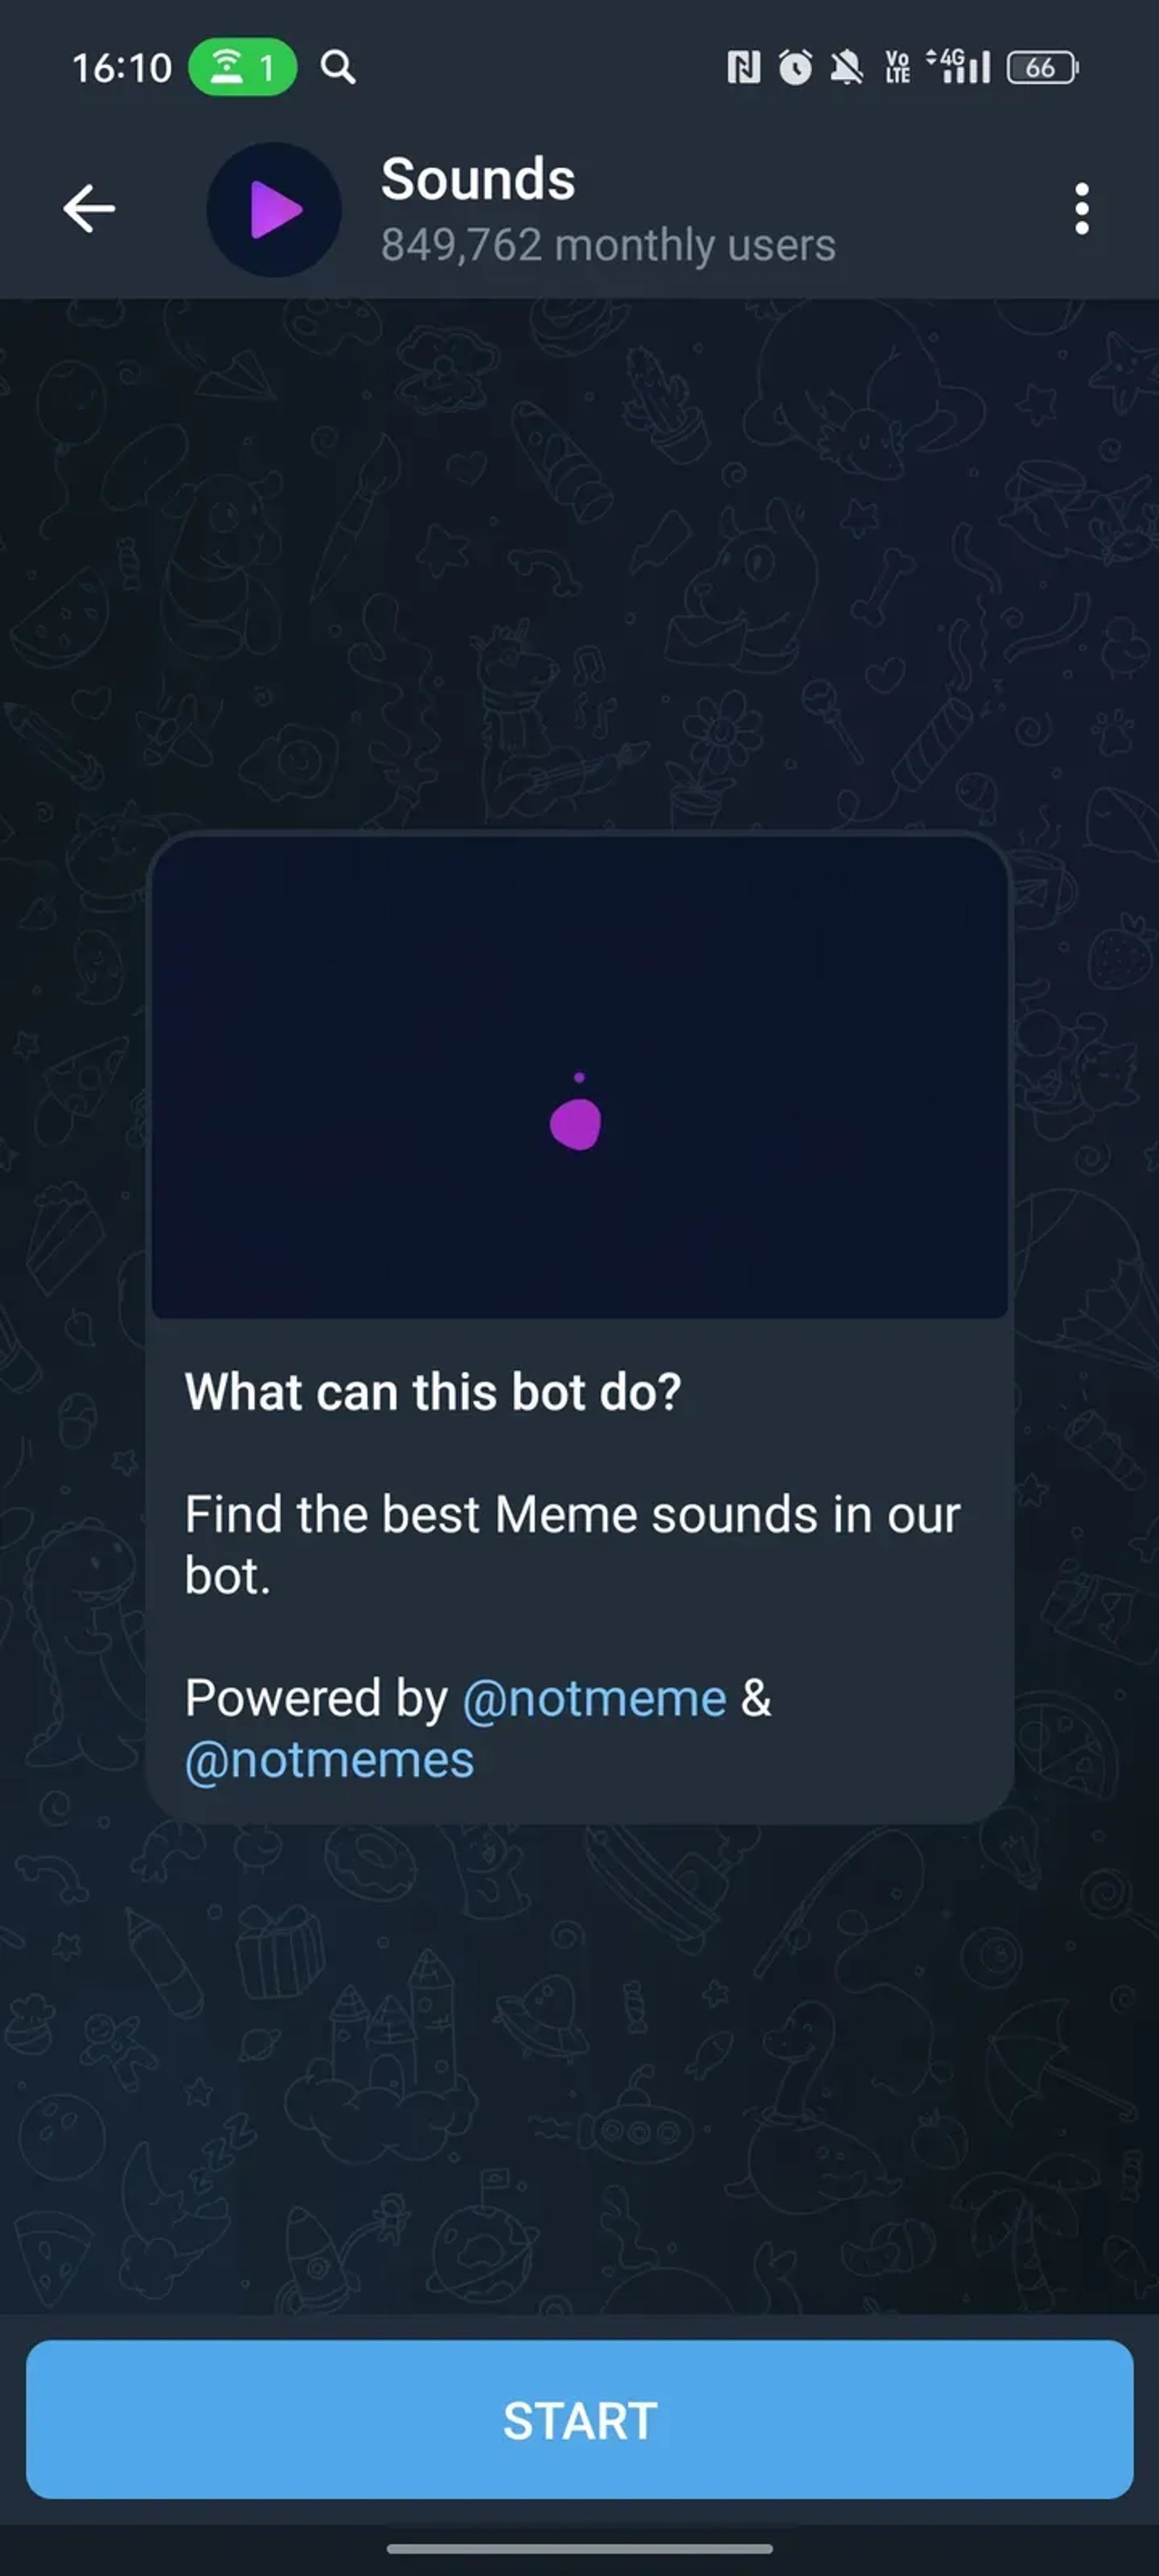 16:10 1 Vo LTE 4G 66
Sounds
849,762 monthly users
What can this bot do?
Find the best Meme sounds in our
bot.
Powered by @notmeme &
@notmemes
START